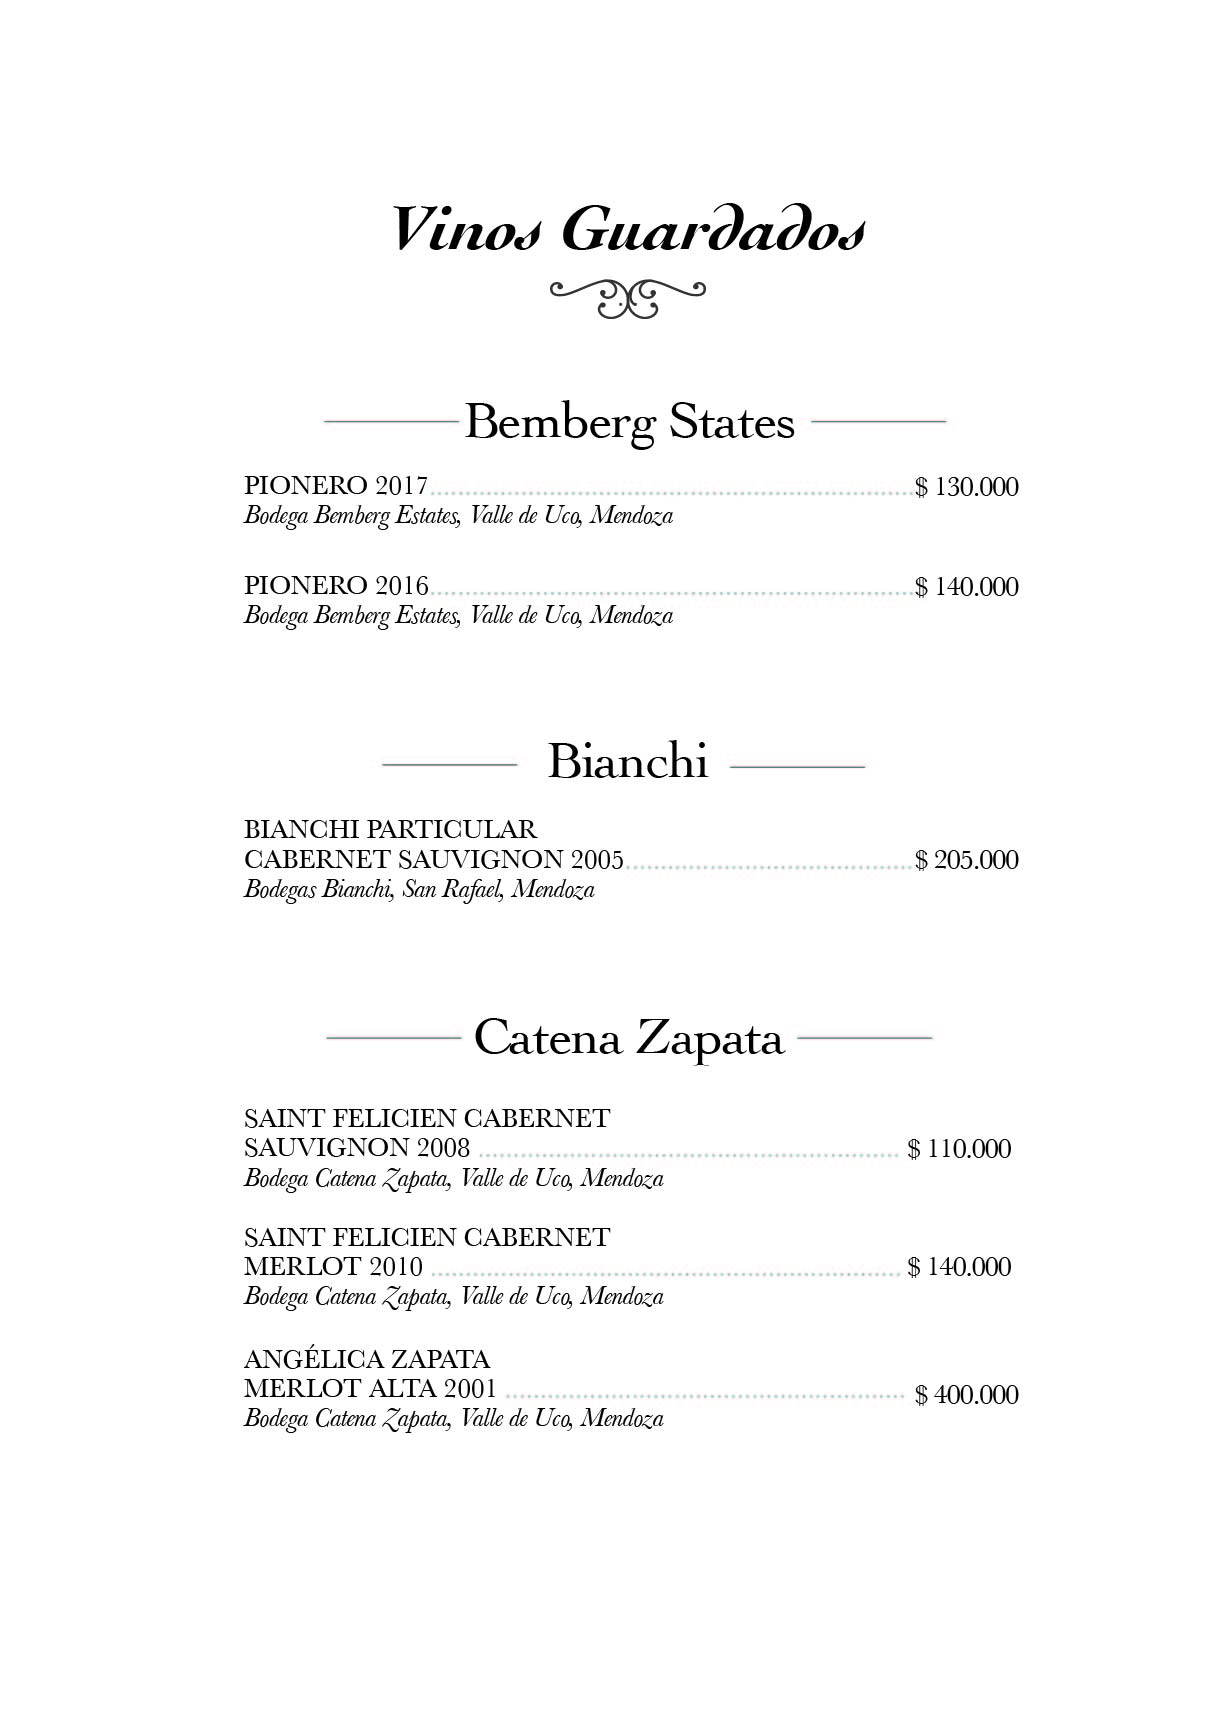 Vinos Guardados
Bemberg States
PIONERO 2017 $ 130.000
Bodega Bemberg Estates, Valle de Uco, Mendoza
PIONERO 2016 $ 140.000
Bodega Bemberg Estates, Valle de Uco, Mendoza
Bianchi
BIANCHI PARTICULAR
CABERNET SAUVIGNON 2005 $ 205.000
Bodegas Bianchi, San Rafael, Mendoza
Catena Zapata
SAINT FELICIEN CABERNET
SAUVIGNON 2008 $ 110.000
Bodega Catena Zapata, Valle de Uco, Mendoza
SAINT FELICIEN CABERNET
MERLOT 2010 $ 140.000
Bodega Catena Zapata, Valle de Uco, Mendoza
ANGÉLICA ZAPATA
MERLOT ALTA 2001 $ 400.000
Bodega Catena Zapata, Valle de Uco, Mendoza